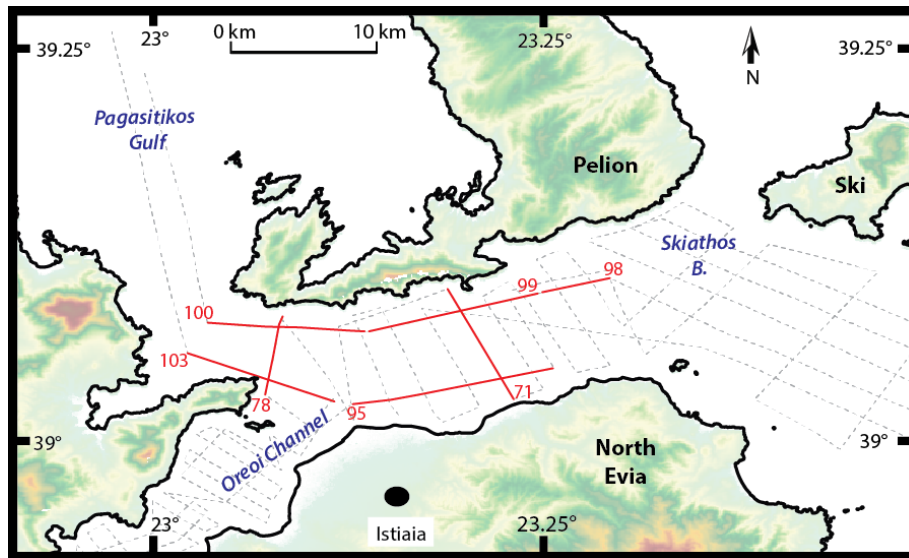 23°
0 km
10 km
23.25°
39.25°
39.25°
N
Pagasitikos
Gulf
Pelion
Ski
Skiathos
B.
98
99
100
103
78
95
71
39°
39°
Oreoi Channel
North
Evia
Istiaia
23°
23.25°